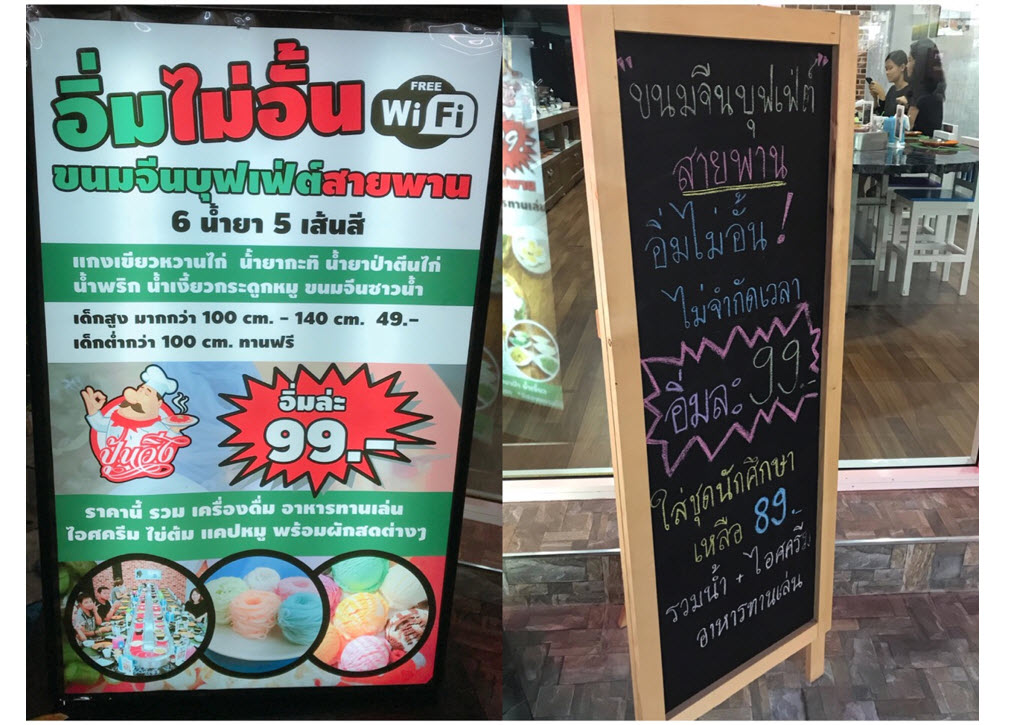 อิ่มไม่อั้น
FREE
WiFi
ขนมจีนบุฟเฟ่ต์สายพาน
6 น้ำยา 5 เส้นสี
แกงเขียวหวานไก่ น้ำยากะทิ น้ำยาป่าตีนไก่
น้ำพริก น้ำเงี้ยวกระดูกหมู ขนมจีนซาวน้ำ
เด็กสูง มากกว่า 100 cm. - 140 cm. 49.-
เด็กต่ำกว่า 100 cm. ทานฟรี
ปุ้นอิ่ง
อิ่มล่ะ
99.-
ราคานี้ รวม เครื่องดื่ม อาหารทานเล่น
ไอศครีม ไข่ต้ม แคปหมู พร้อมผักสดต่างๆ
"ขนมจีนบุฟเฟ่ต์"
สายพาน
อิ่มไม่อั้น!
ไม่จำกัดเวลา
อิ่มละ 99.-
ใส่ชุดนักศึกษา
เหลือ 89.
รวมน้ำ + ไอศครีม
อาหารทานเล่น
9.-